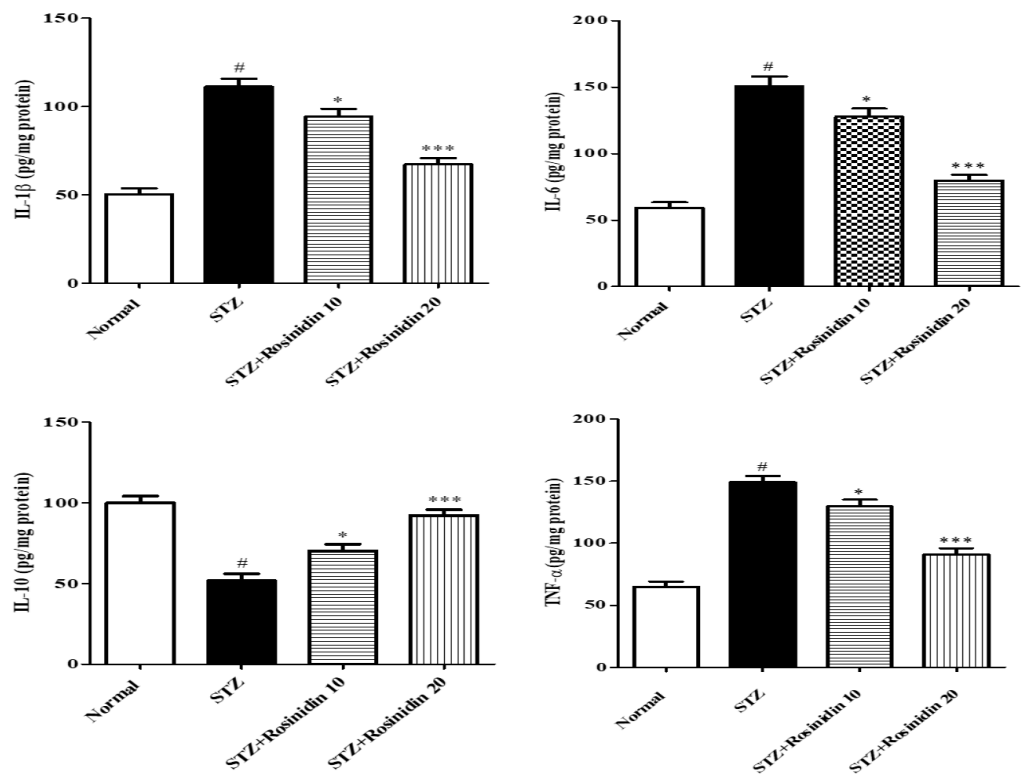 150
100
50
0
IL-1β (pg/mg protein)
#
*
***
Normal
STZ
STZ+Rosinidin 10
STZ+Rosinidin 20
200
150
100
50
0
IL-6 (pg/mg protein)
#
*
***
Normal
STZ
STZ+Rosinidin 10
STZ+Rosinidin 20
150
100
50
0
IL-10 (pg/mg protein)
#
*
***
Normal
STZ
STZ+Rosinidin 10
STZ+Rosinidin 20
200
150
100
50
0
TNF-α(pg/mg protein)
#
*
***
Normal
STZ
STZ+Rosinidin 10
STZ+Rosinidin 20